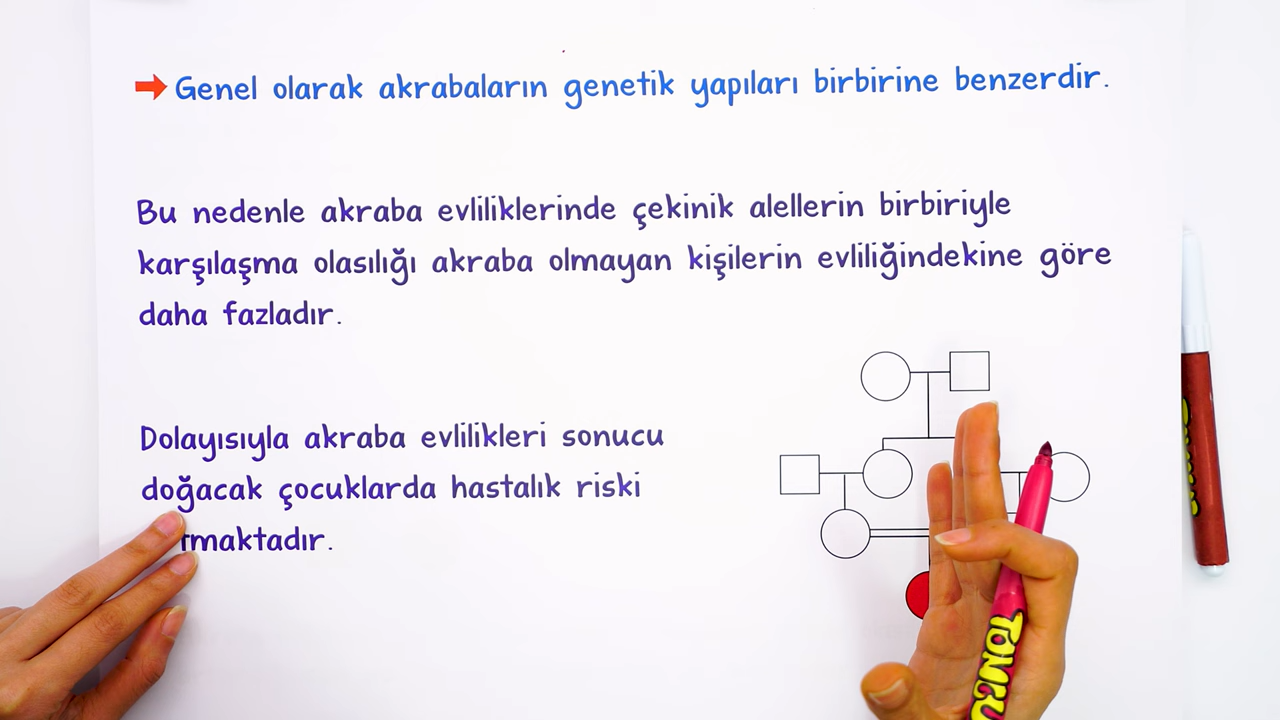 Genel olarak akrabaların genetik yapıları birbirine benzerdir.
Bu nedenle akraba evliliklerinde çekinik alellerin birbiriyle
karşılaşma olasılığı akraba olmayan kişilerin evliliğindekine göre
daha fazladır.
Dolayısıyla akraba evlilikleri sonucu
doğacak çocuklarda hastalık riski